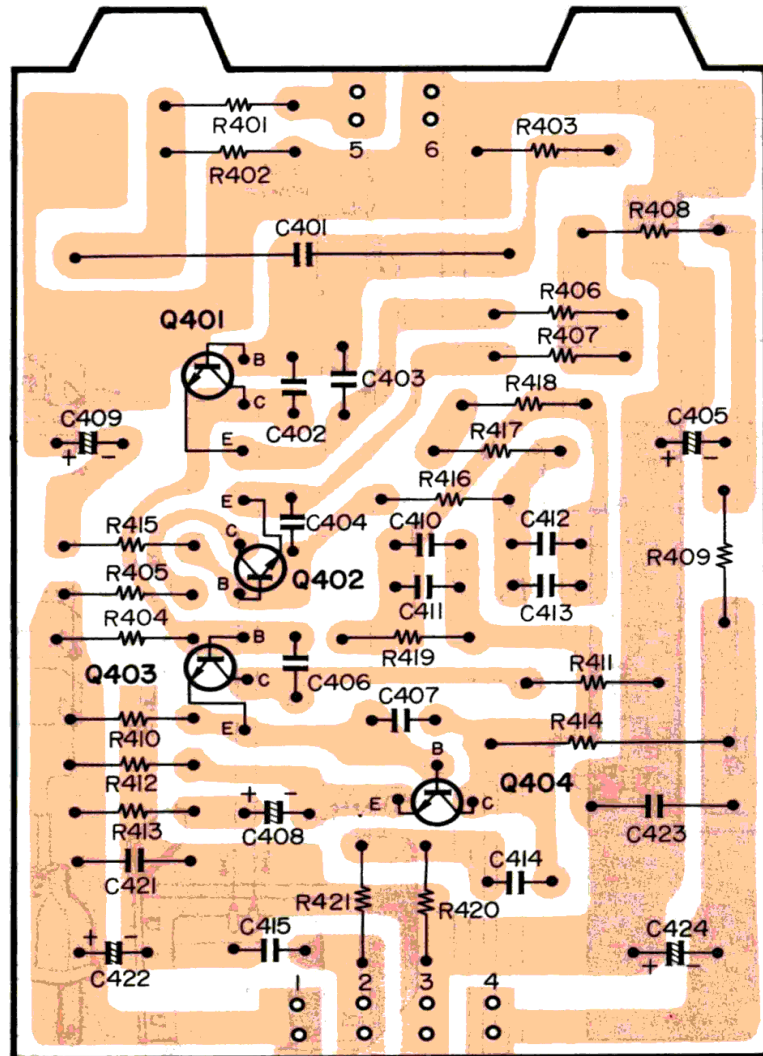 R401
5
6
R403
R402
R408
C401
R406
Q401
R407
B
C403
R418
C
C402
C409
C405
R417
+ -
E
+ -
R416
E
R415
C404
C410
C412
C
R409
R405
Q402
B
C411
C413
R404
B
R419
Q403
C
C406
R411
C407
E
R410
R414
B
R412
Q404
+ -
E
C
R413
C408
C423
C414
C421
R421
R420
C415
C424
+ -
C422
+ -
1
2
3
4